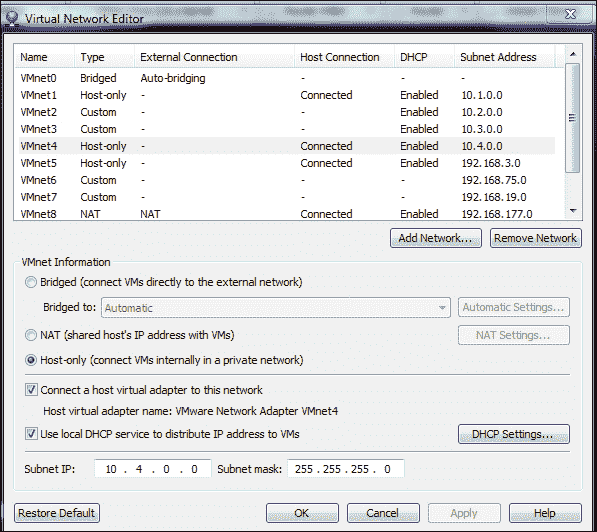 Virtual Network Editor
Name Type External Connection Host Connection DHCP Subnet Address
VMnet0 Bridged Auto-bridging - - -
VMnet1 Host-only - Connected Enabled 10.1.0.0
VMnet2 Custom - - Enabled 10.2.0.0
VMnet3 Custom - - Enabled 10.3.0.0
VMnet4 Host-only - Connected Enabled 10.4.0.0
VMnet5 Host-only - Connected Enabled 192.168.3.0
VMnet6 Custom - - - 192.168.75.0
VMnet7 Custom - - - 192.168.19.0
VMnet8 NAT NAT Connected Enabled 192.168.177.0
Add Network... Remove Network
VMnet Information
Bridged (connect VMs directly to the external network)
Bridged to: Automatic Automatic Settings...
NAT (shared host's IP address with VMs) NAT Settings...
Host-only (connect VMs internally in a private network)
Connect a host virtual adapter to this network
Host virtual adapter name: VMware Network Adapter VMnet4
Use local DHCP service to distribute IP address to VMs DHCP Settings...
Subnet IP: 10 . 4 . 0 . 0 Subnet mask: 255 . 255 . 255 . 0
Restore Default OK Cancel Apply Help